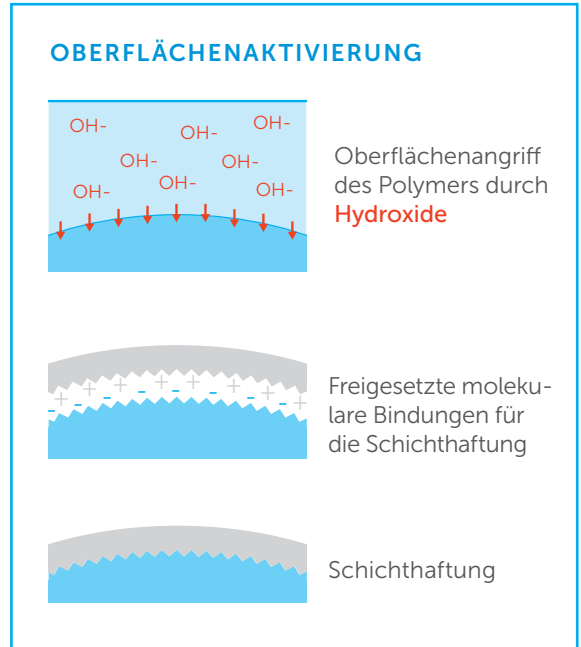 OBERFLÄCHENAKTIVIERUNG
OH-
OH-
OH-
OH-
OH-
OH-
OH-
OH-
Oberflächenangriff
des Polymers durch
Hydroxide
+ + + + + + + + +
- - - - - - - - -
Freigesetzte moleku-
lare Bindungen für
die Schichthaftung
Schichthaftung